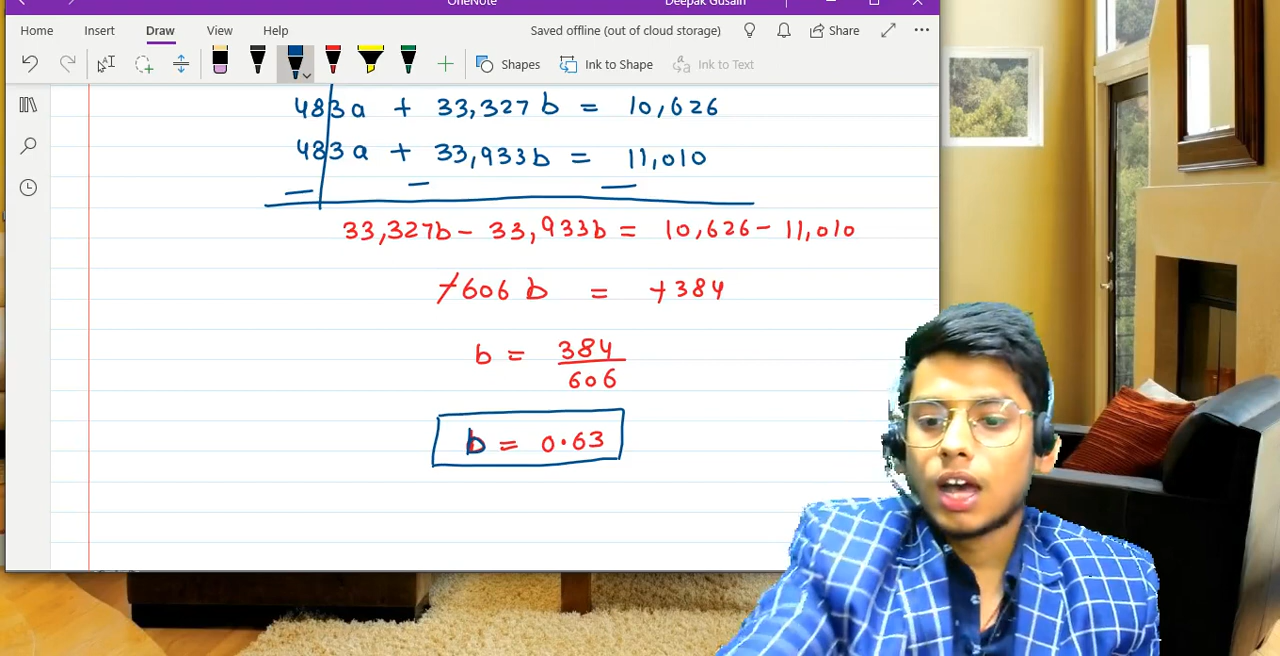 OneNote Deepak Gusain
Home Insert Draw View Help Saved offline (out of cloud storage) Share
Shapes Ink to Shape Ink to Text
483a + 33,327b = 10,626
483a + 33,933b = 11,010
— — —
33,327b - 33,933b = 10,626 - 11,010
-606 b = +384
b = 384/606
b = 0.63